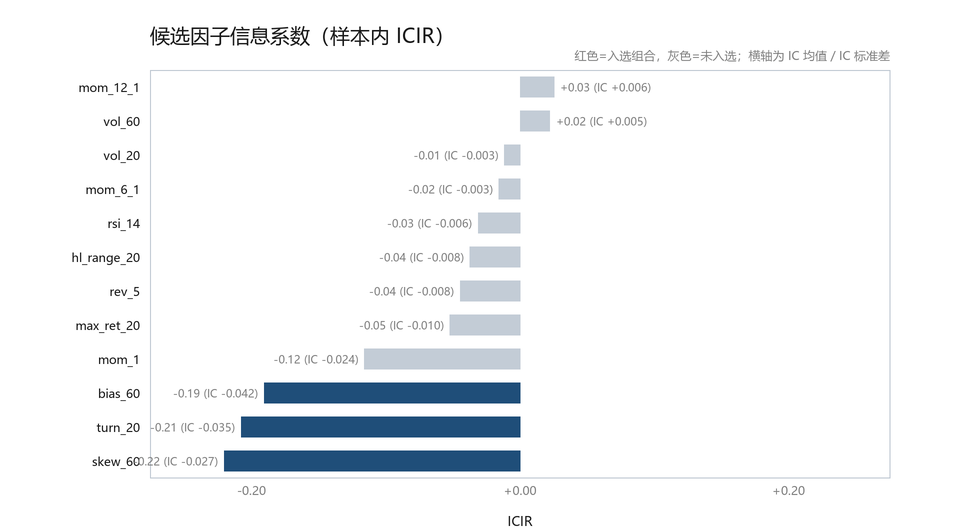 候选因子信息系数（样本内 ICIR）
红色=入选组合，灰色=未入选；横轴为 IC 均值 / IC 标准差
mom_12_1 +0.03 (IC +0.006)
vol_60 +0.02 (IC +0.005)
vol_20 -0.01 (IC -0.003)
mom_6_1 -0.02 (IC -0.003)
rsi_14 -0.03 (IC -0.006)
hl_range_20 -0.04 (IC -0.008)
rev_5 -0.04 (IC -0.008)
max_ret_20 -0.05 (IC -0.010)
mom_1 -0.12 (IC -0.024)
bias_60 -0.19 (IC -0.042)
turn_20 -0.21 (IC -0.035)
skew_60 -0.22 (IC -0.027)
-0.20 +0.00 +0.20
ICIR